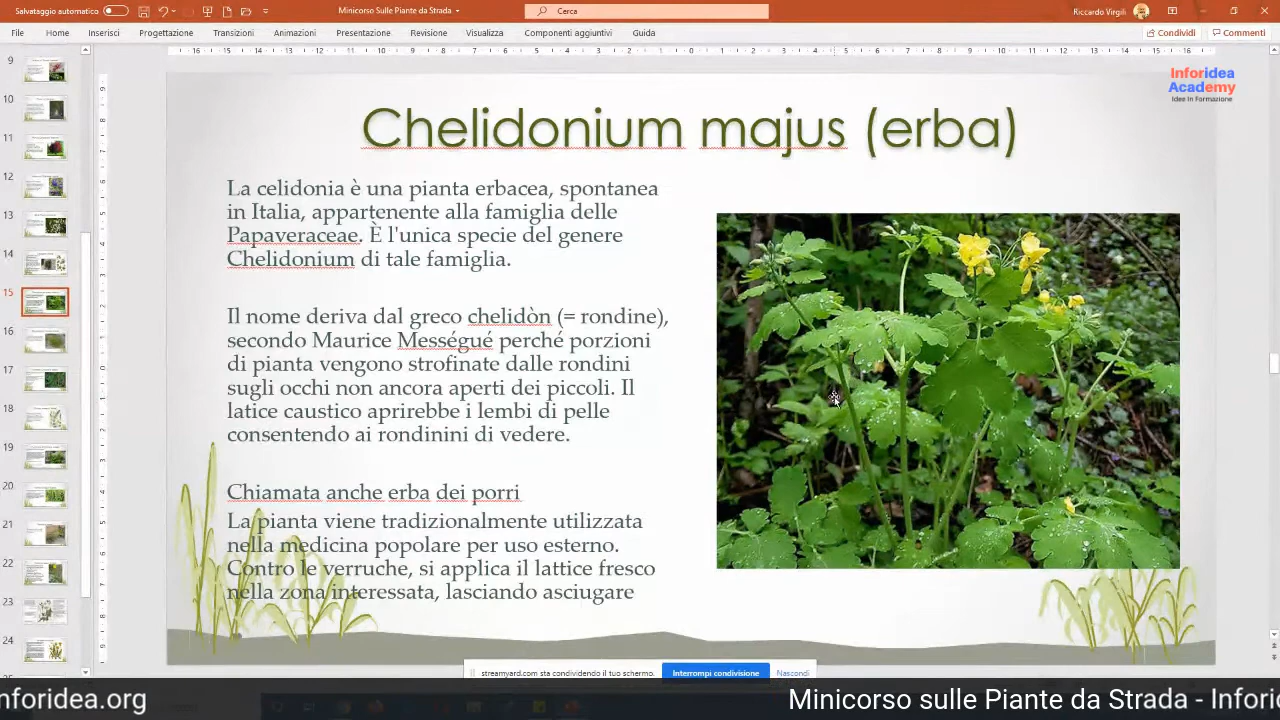 Salvataggio automatico
Minicorso Sulle Piante da Strada
Cerca
Riccardo Virgili
File Home Inserisci Progettazione Transizioni Animazioni Presentazione Revisione Visualizza Componenti aggiuntivi Guida
Condividi Commenti
Inforidea
Academy
Idee In Formazione
Chelidonium majus (erba)
La celidonia è una pianta erbacea, spontanea
in Italia, appartenente alla famiglia delle
Papaveraceae. È l'unica specie del genere
Chelidonium di tale famiglia.
Il nome deriva dal greco chelidòn (= rondine),
secondo Maurice Mességué perché porzioni
di pianta vengono strofinate dalle rondini
sugli occhi non ancora aperti dei piccoli. Il
latice caustico aprirebbe i lembi di pelle
consentendo ai rondinini di vedere.
Chiamata anche erba dei porri
La pianta viene tradizionalmente utilizzata
nella medicina popolare per uso esterno.
Contro le verruche, si applica il lattice fresco
nella zona interessata, lasciando asciugare
streamyard.com sta condividendo il tuo schermo.
Interrompi condivisione
Nascondi
nforidea.org
Minicorso sulle Piante da Strada - Inforid